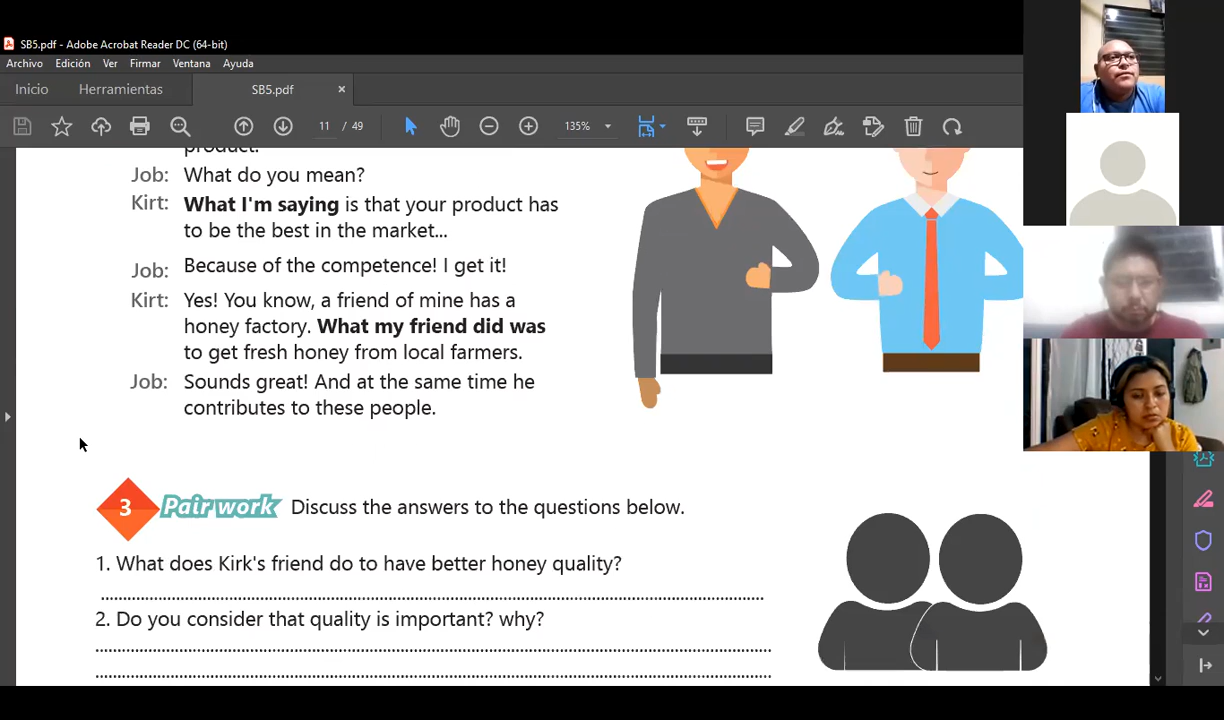 SB5.pdf - Adobe Acrobat Reader DC (64-bit)
Archivo Edición Ver Firmar Ventana Ayuda
Inicio Herramientas SB5.pdf ×
11 / 49 135%
product.
Job: What do you mean?
Kirt: What I'm saying is that your product has
to be the best in the market...
Job: Because of the competence! I get it!
Kirt: Yes! You know, a friend of mine has a
honey factory. What my friend did was
to get fresh honey from local farmers.
Job: Sounds great! And at the same time he
contributes to these people.
3 Pair work Discuss the answers to the questions below.
1. What does Kirk's friend do to have better honey quality?
2. Do you consider that quality is important? why?